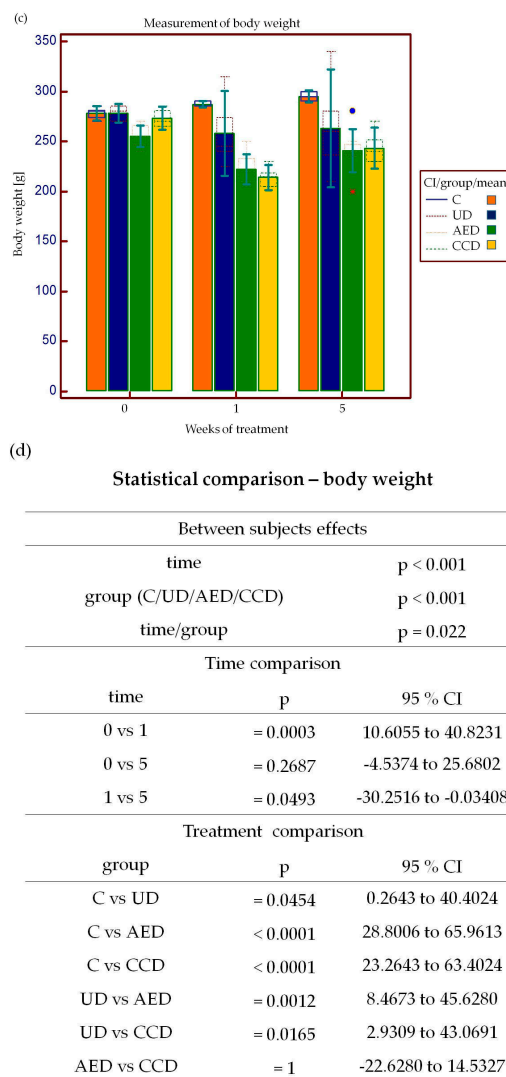 (c)
Measurement of body weight
350
300
250
200
150
100
50
0
Body weight [g]
0 1 5
Weeks of treatment
CI/group/mean
C
UD
AED
CCD
(d)
Statistical comparison – body weight
Between subjects effects
time p < 0.001
group (C/UD/AED/CCD) p < 0.001
time/group p = 0.022
Time comparison
time p 95 % CI
0 vs 1 = 0.0003 10.6055 to 40.8231
0 vs 5 = 0.2687 -4.5374 to 25.6802
1 vs 5 = 0.0493 -30.2516 to -0.03408
Treatment comparison
group p 95 % CI
C vs UD = 0.0454 0.2643 to 40.4024
C vs AED < 0.0001 28.8006 to 65.9613
C vs CCD < 0.0001 23.2643 to 63.4024
UD vs AED = 0.0012 8.4673 to 45.6280
UD vs CCD = 0.0165 2.9309 to 43.0691
AED vs CCD = 1 -22.6280 to 14.5327